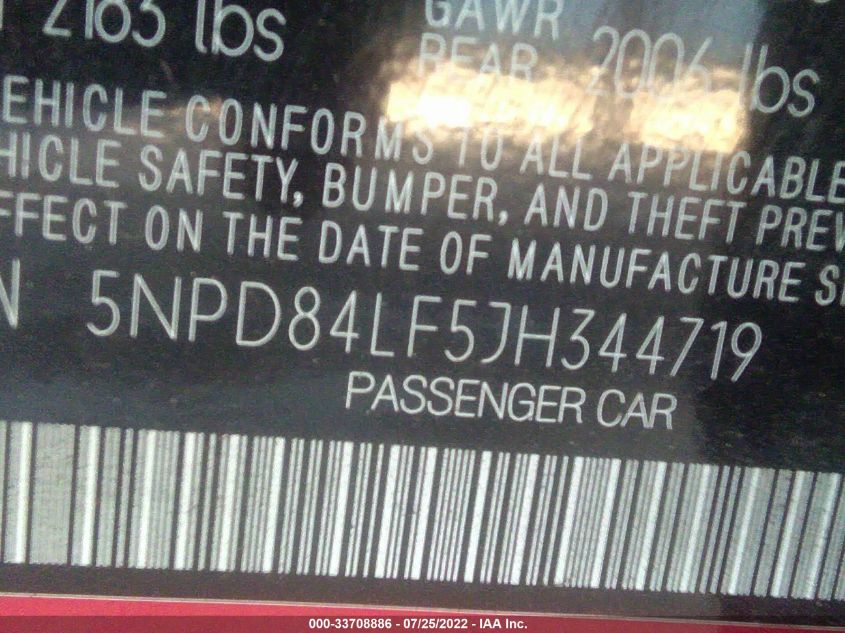 2183 lbs
GAWR
REAR 2006 lbs
EHICLE CONFORMS TO ALL APPLICABLE
HICLE SAFETY, BUMPER, AND THEFT PREV
FFECT ON THE DATE OF MANUFACTURE S
N 5NPD84LF5JH344719
PASSENGER CAR
000-33708886 - 07/25/2022 - IAA Inc.